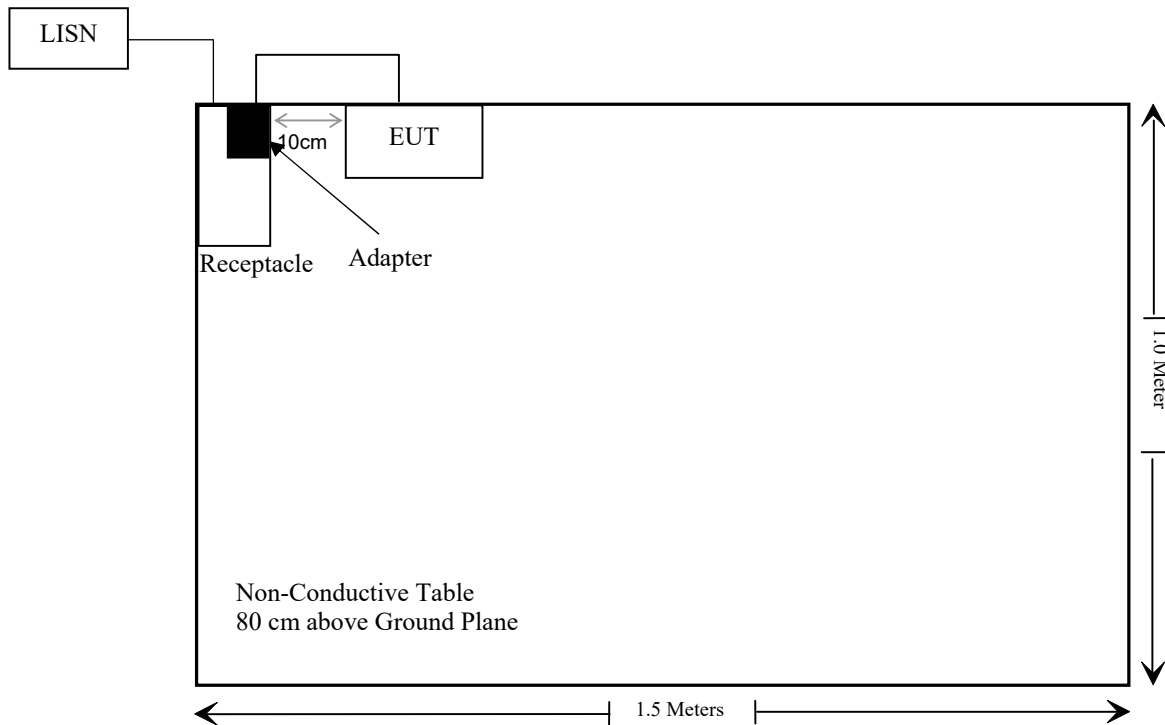 LISN
10cm
EUT
Receptacle
Adapter
1.0 Meter
Non-Conductive Table
80 cm above Ground Plane
1.5 Meters